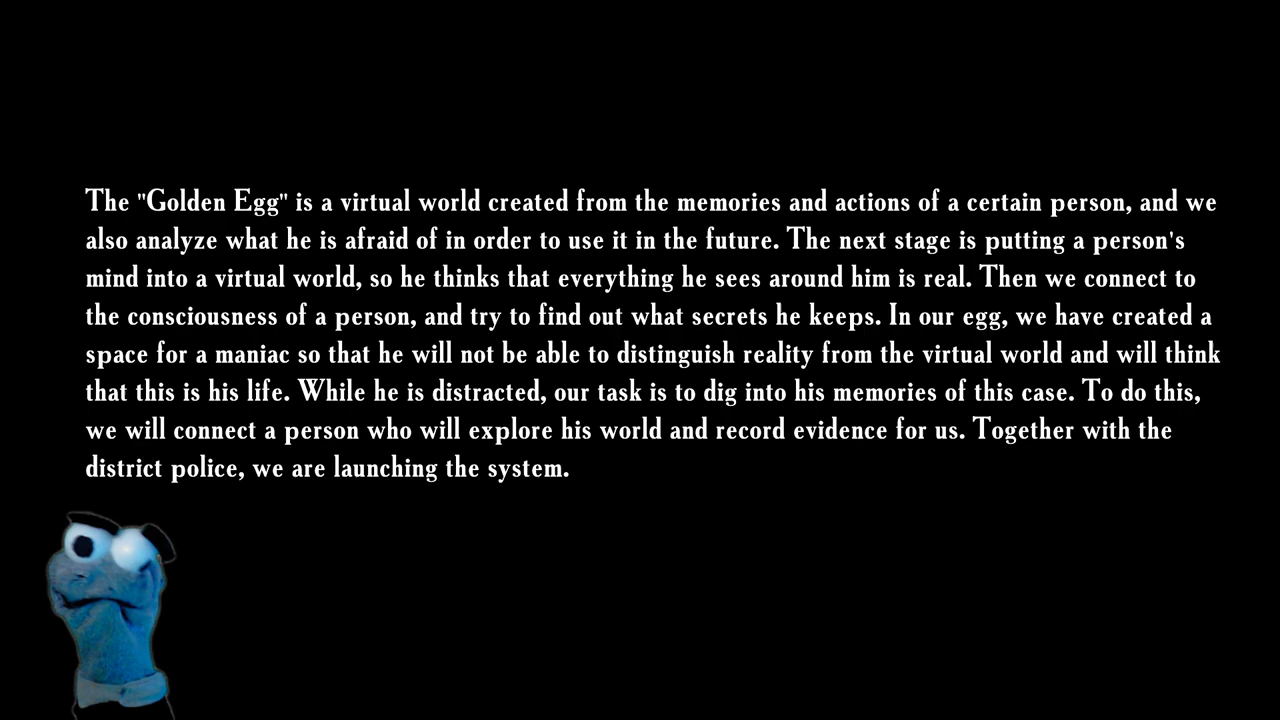 The "Golden Egg" is a virtual world created from the memories and actions of a certain person, and we
also analyze what he is afraid of in order to use it in the future. The next stage is putting a person's
mind into a virtual world, so he thinks that everything he sees around him is real. Then we connect to
the consciousness of a person, and try to find out what secrets he keeps. In our egg, we have created a
space for a maniac so that he will not be able to distinguish reality from the virtual world and will think
that this is his life. While he is distracted, our task is to dig into his memories of this case. To do this,
we will connect a person who will explore his world and record evidence for us. Together with the
district police, we are launching the system.